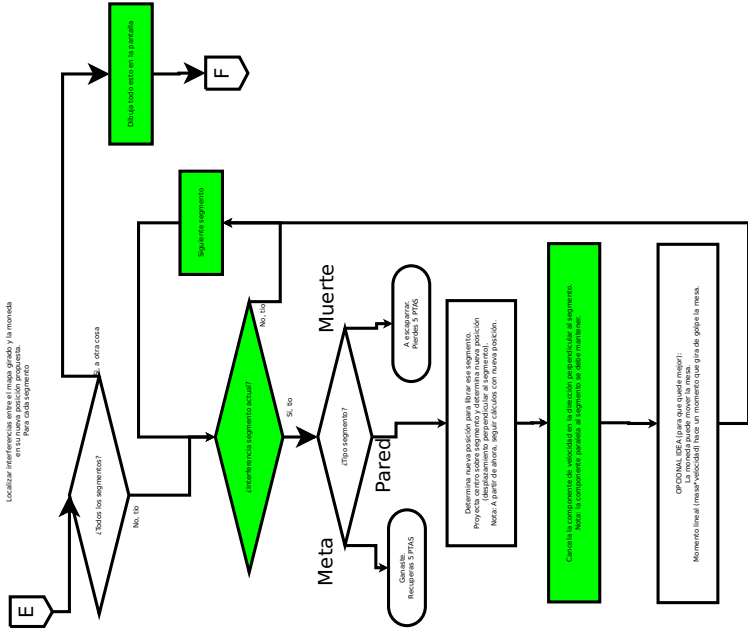 Localizar interferencias entre el mapa girado y la moneda
en su nueva posición propuesta.
Para cada segmento
E
¿Todos los segmentos?
Sí, a otra cosa
No, tío
Dibuja todo esto en la pantalla
F
Siguiente segmento
¿Interferencia segmento actual?
No, tío
Sí, tío
¿Tipo segmento?
Meta
Pared
Muerte
Ganaste.
Recuperas 5 PTAS
A escaparrar.
Pierdes 5 PTAS
Determina nueva posición para librar ese segmento.
Proyecta centro sobre segmento y determina nueva posición
(desplazamiento perpendicular al segmento).
Nota: A partir de ahora, seguir cálculos con nueva posición.
Cancela la componente de velocidad en la dirección perpendicular al segmento.
Nota: la componente paralela al segmento se debe mantener.
OPCIONAL IDEA (para que quede mejor):
La moneda puede mover la mesa.
Momento lineal (masa*velocidad) hace un momento que gira de golpe la mesa.